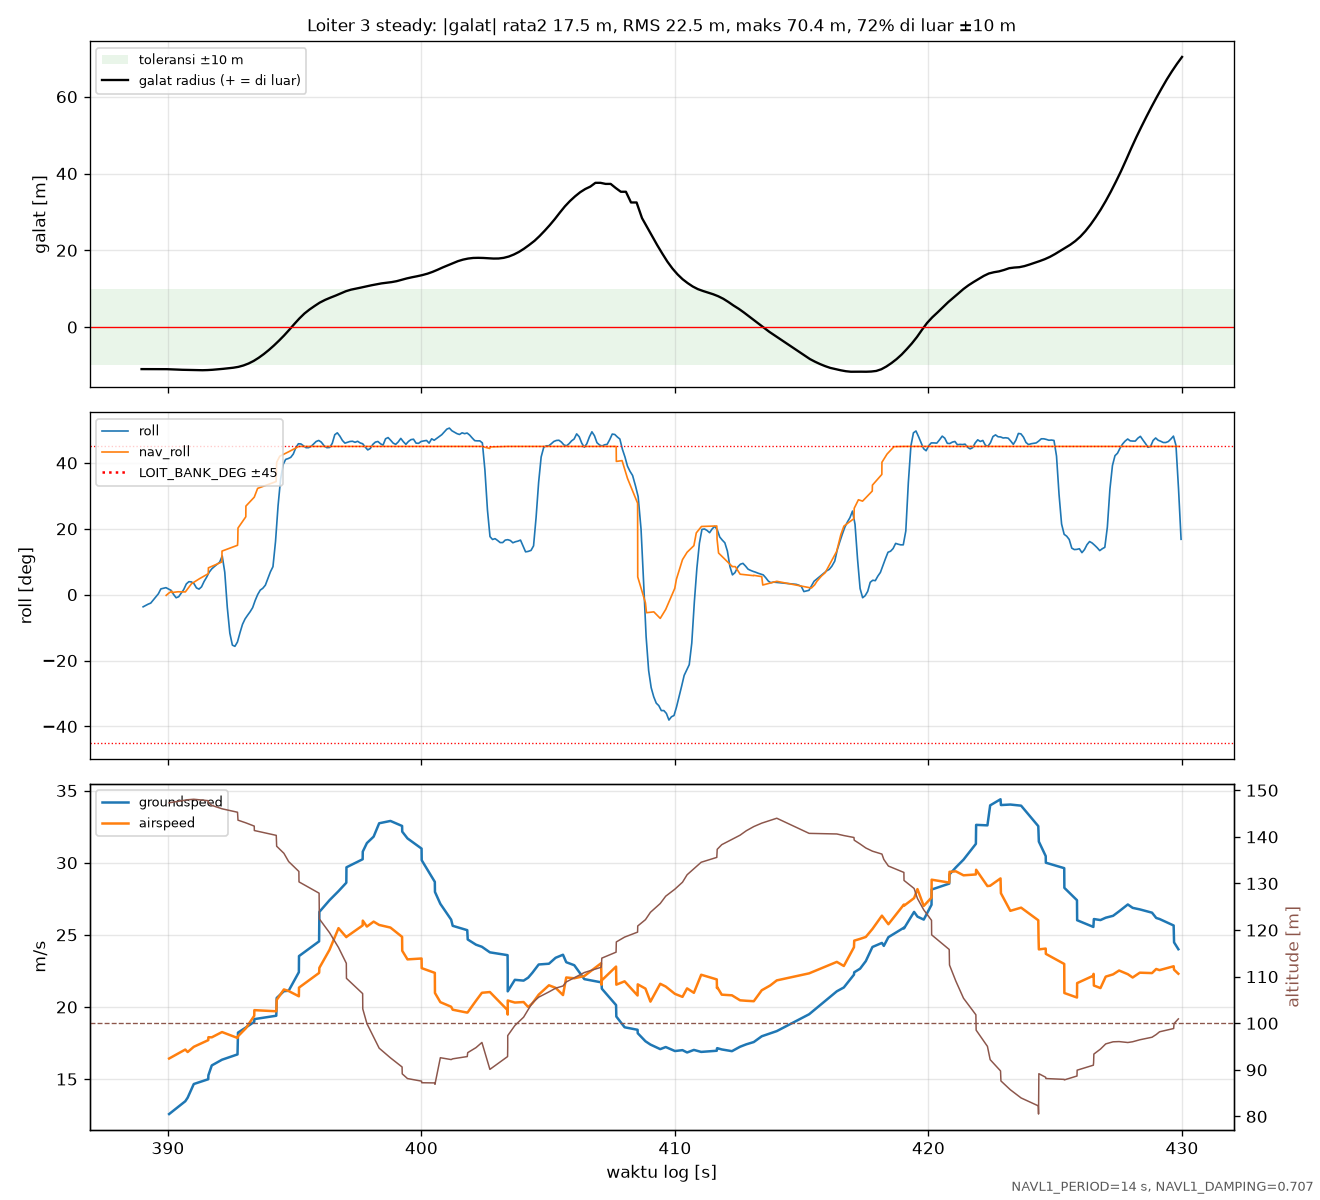 Loiter 3 steady: |galat| rata2 17.5 m, RMS 22.5 m, maks 70.4 m, 72% di luar ±10 m
toleransi ±10 m
galat radius (+ = di luar)
galat [m]
60
40
20
0
roll
nav_roll
LOIT_BANK_DEG ±45
roll [deg]
40
20
0
−20
−40
groundspeed
airspeed
m/s
35
30
25
20
15
150
140
130
120
110
100
90
80
altitude [m]
390
400
410
420
430
waktu log [s]
NAVL1_PERIOD=14 s, NAVL1_DAMPING=0.707